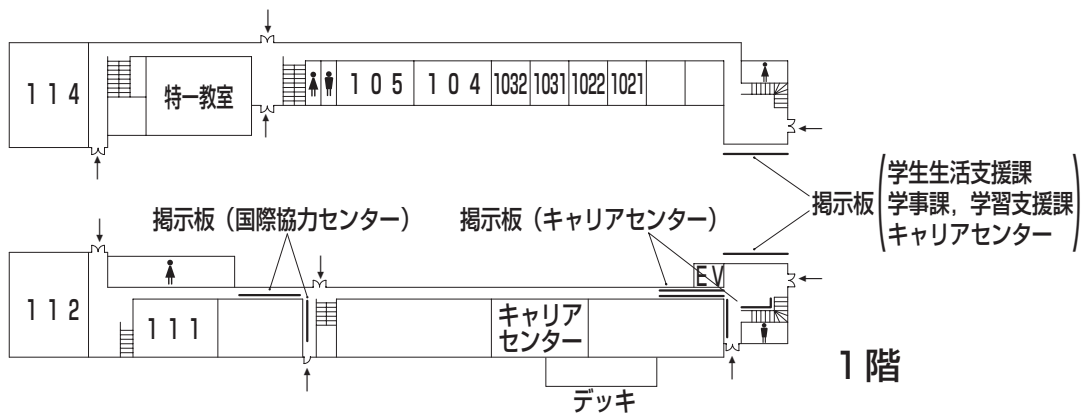 114
特一教室
105
104
1032
1031
1022
1021
掲示板
学生生活支援課
学事課，学習支援課
キャリアセンター
掲示板（国際協力センター）
掲示板（キャリアセンター）
112
111
キャリア
センター
EV
デッキ
1階